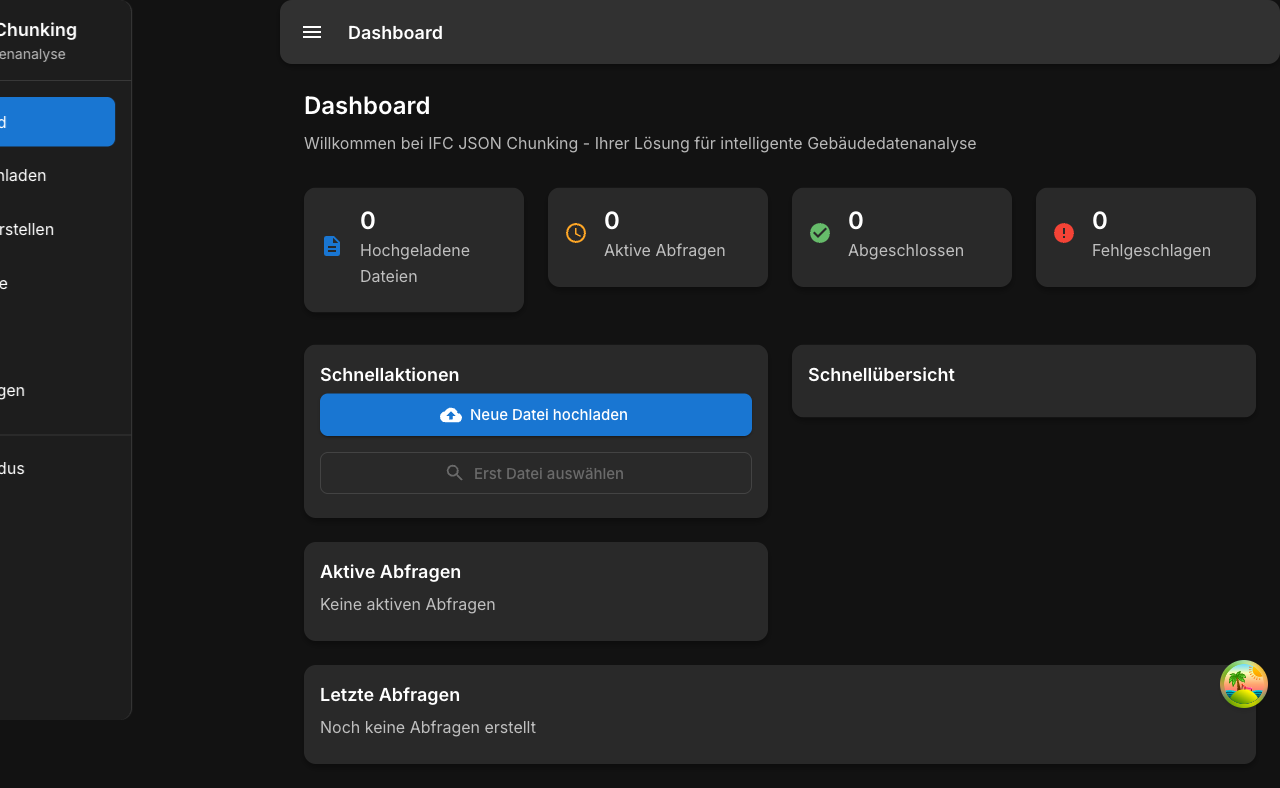 Chunking
enanalyse
d
nladen
rstellen
e
gen
dus
Dashboard
Dashboard
Willkommen bei IFC JSON Chunking - Ihrer Lösung für intelligente Gebäudedatenanalyse
0
Hochgeladene
Dateien
0
Aktive Abfragen
0
Abgeschlossen
0
Fehlgeschlagen
Schnellaktionen
Neue Datei hochladen
Erst Datei auswählen
Schnellübersicht
Aktive Abfragen
Keine aktiven Abfragen
Letzte Abfragen
Noch keine Abfragen erstellt